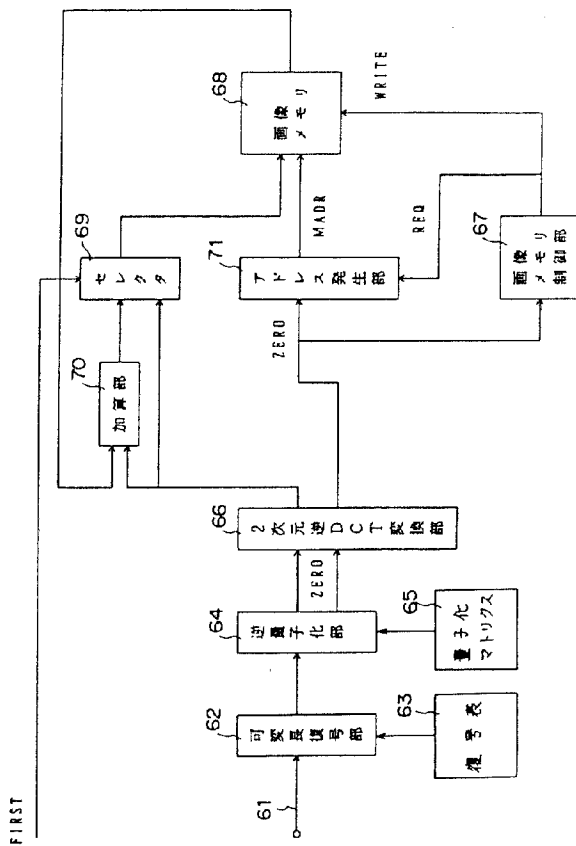 FIRST
61
62
可変長復号部
63
復号表
64
逆量子化部
65
量子化
マトリクス
ZERO
66
2次元逆DCT変換部
70
加算部
69
セレクタ
ZERO
71
アドレス発生部
MADR
REQ
67
画像
メモリ
制御部
68
画像
メモリ
WRITE